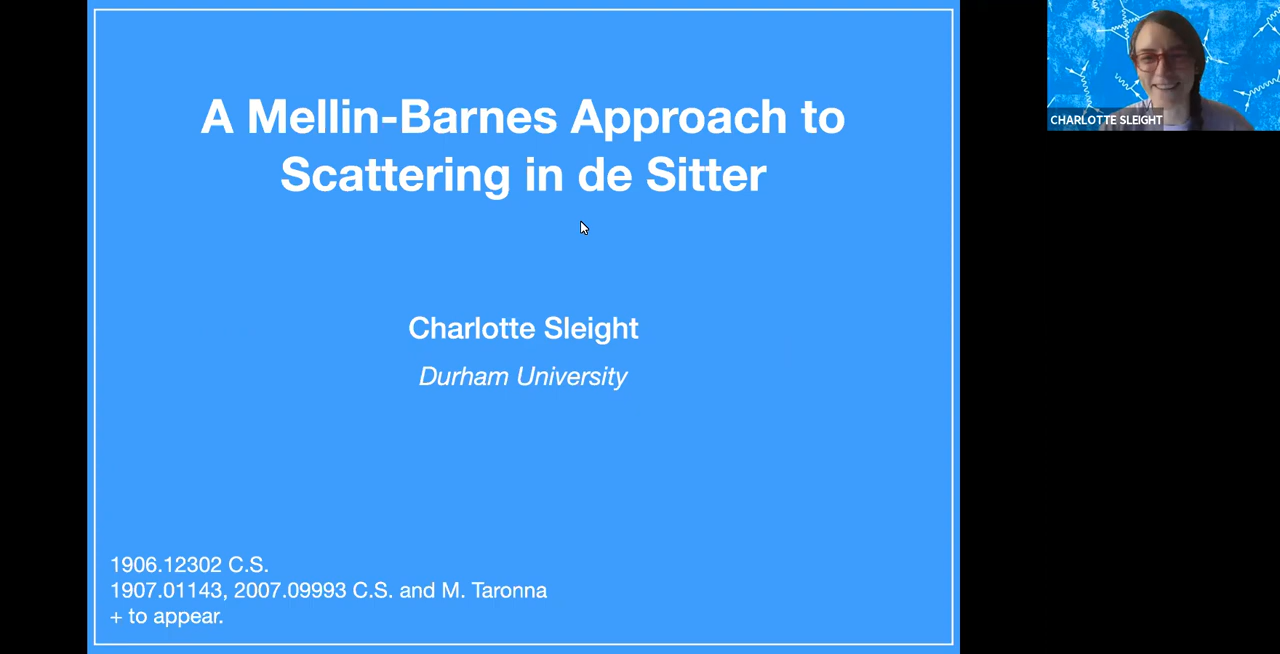 A Mellin-Barnes Approach to
Scattering in de Sitter
Charlotte Sleight
Durham University
1906.12302 C.S.
1907.01143, 2007.09993 C.S. and M. Taronna
+ to appear.
CHARLOTTE SLEIGHT